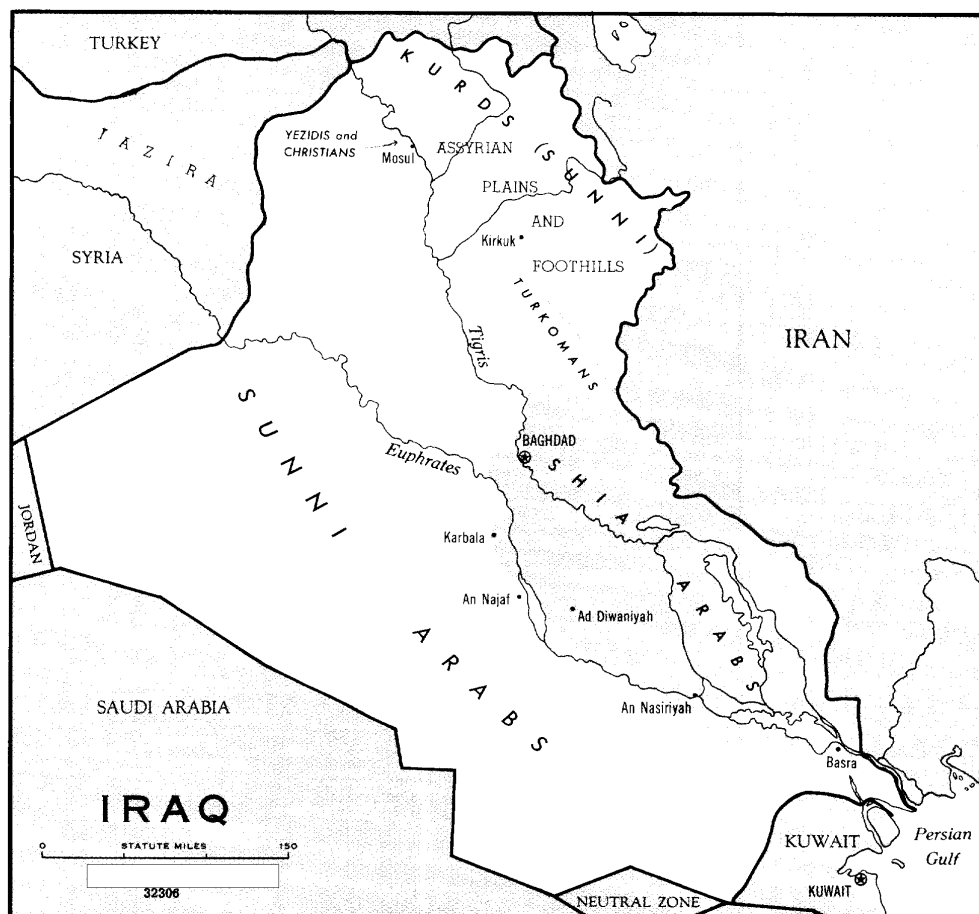 TURKEY
KURDS (SUNNI)
YEZIDIS and
CHRISTIANS
Mosul
ASSYRIAN
JAZIRA
PLAINS
AND
Kirkuk
SYRIA
FOOTHILLS
TURKOMANS
Tigris
IRAN
SUNNI ARABS
BAGHDAD
Euphrates
SHIA ARABS
JORDAN
Karbala
An Najaf
Ad Diwaniyah
An Nasiriyah
SAUDI ARABIA
Basra
IRAQ
STATUTE MILES
0 150
32306
KUWAIT
Persian
Gulf
KUWAIT
NEUTRAL ZONE